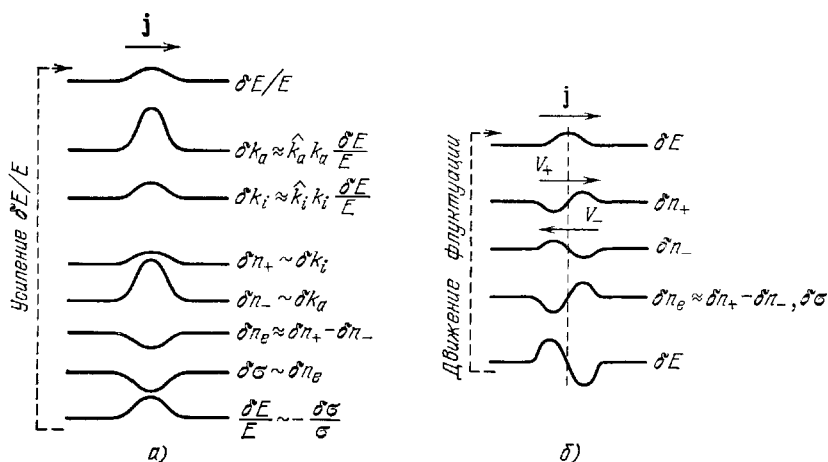 j
δE/E
δk_a ≈ k̂_a k_a δE/E
δk_i ≈ k̂_i k_i δE/E
δn_+ ~ δk_i
δn_- ~ δk_a
δn_e ≈ δn_+ - δn_-
δσ ~ δn_e
δE/E ~ - δσ/σ
Усиление δE/E
а)
j
δE
V_+
δn_+
V_-
δn_-
δn_e ≈ δn_+ - δn_-, δσ
δE
Движение флуктуации
б)